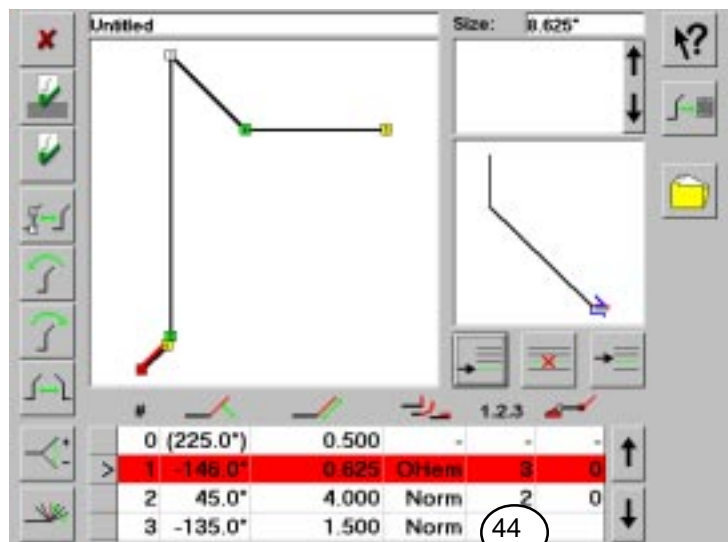 Untitled
Size: 8.625"
# 1.2.3
0 (225.0°) 0.500 - - -
> 1 -146.0° 0.625 OHem 3 0
2 45.0° 4.000 Norm 2 0
3 -135.0° 1.500 Norm
44